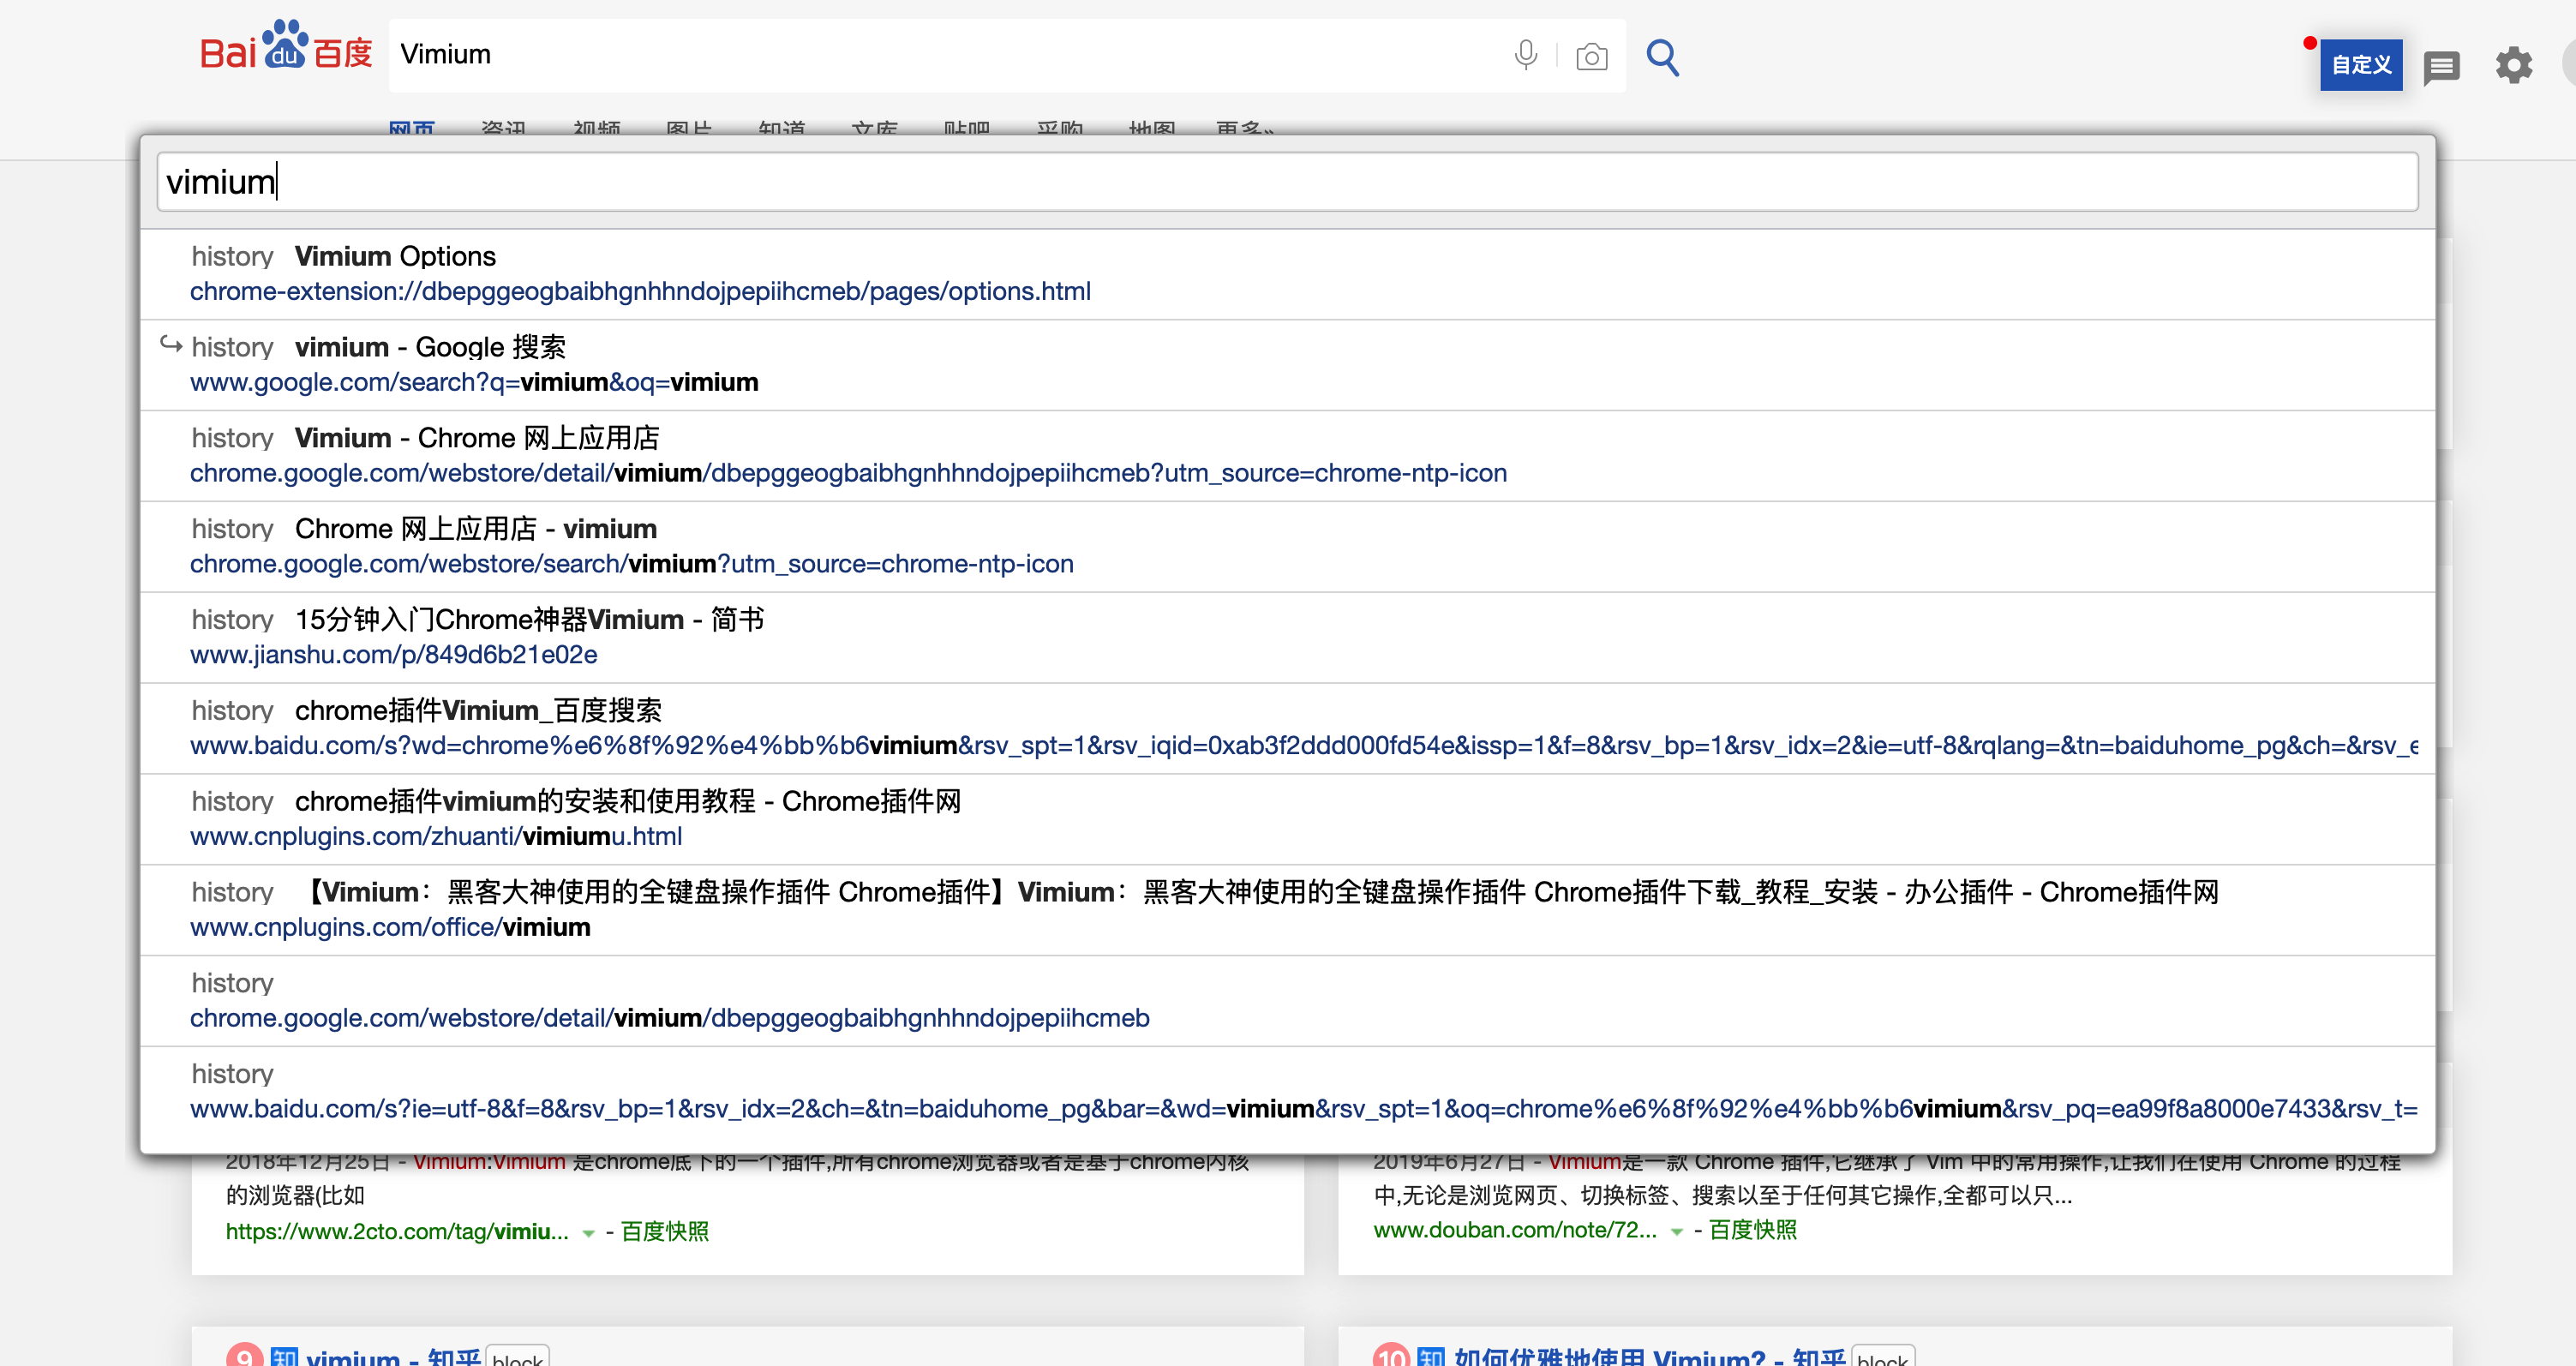 Bai du 百度
Vimium
自定义
网页 资讯 视频 图片 知道 文库 贴吧 采购 地图 更多»
vimium
history Vimium Options
chrome-extension://dbepggeogbaibhgnhhndojpepiihcmeb/pages/options.html
history vimium - Google 搜索
www.google.com/search?q=vimium&oq=vimium
history Vimium - Chrome 网上应用店
chrome.google.com/webstore/detail/vimium/dbepggeogbaibhgnhhndojpepiihcmeb?utm_source=chrome-ntp-icon
history Chrome 网上应用店 - vimium
chrome.google.com/webstore/search/vimium?utm_source=chrome-ntp-icon
history 15分钟入门Chrome神器Vimium - 简书
www.jianshu.com/p/849d6b21e02e
history chrome插件Vimium_百度搜索
www.baidu.com/s?wd=chrome%e6%8f%92%e4%bb%b6vimium&rsv_spt=1&rsv_iqid=0xab3f2ddd000fd54e&issp=1&f=8&rsv_bp=1&rsv_idx=2&ie=utf-8&rqlang=&tn=baiduhome_pg&ch=&rsv_e
history chrome插件vimium的安装和使用教程 - Chrome插件网
www.cnplugins.com/zhuanti/vimiumu.html
history 【Vimium：黑客大神使用的全键盘操作插件 Chrome插件】Vimium：黑客大神使用的全键盘操作插件 Chrome插件下载_教程_安装 - 办公插件 - Chrome插件网
www.cnplugins.com/office/vimium
history
chrome.google.com/webstore/detail/vimium/dbepggeogbaibhgnhhndojpepiihcmeb
history
www.baidu.com/s?ie=utf-8&f=8&rsv_bp=1&rsv_idx=2&ch=&tn=baiduhome_pg&bar=&wd=vimium&rsv_spt=1&oq=chrome%e6%8f%92%e4%bb%b6vimium&rsv_pq=ea99f8a8000e7433&rsv_t=
2018年12月25日 - Vimium:Vimium 是chrome底下的一个插件,所有chrome浏览器或者是基于chrome内核
的浏览器(比如
https://www.2cto.com/tag/vimiu... - 百度快照
2019年6月27日 - Vimium是一款 Chrome 插件,它继承了 Vim 中的常用操作,让我们在使用 Chrome 的过程
中,无论是浏览网页、切换标签、搜索以至于任何其它操作,全都可以只...
www.douban.com/note/72... - 百度快照
9 知 vimium - 知乎 block
10 知 如何优雅地使用 Vimium? - 知乎 block